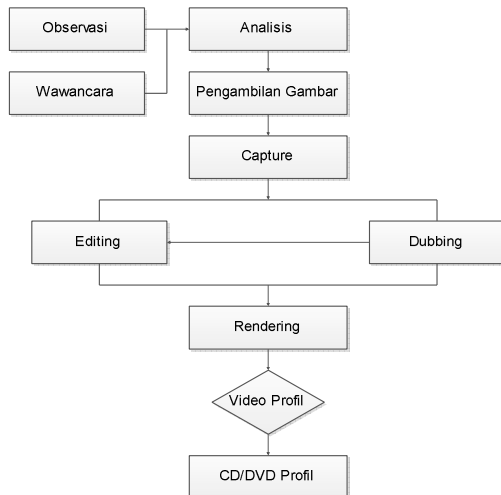 Observasi
Analisis
Wawancara
Pengambilan Gambar
Capture
Editing
Dubbing
Rendering
Video Profil
CD/DVD Profil